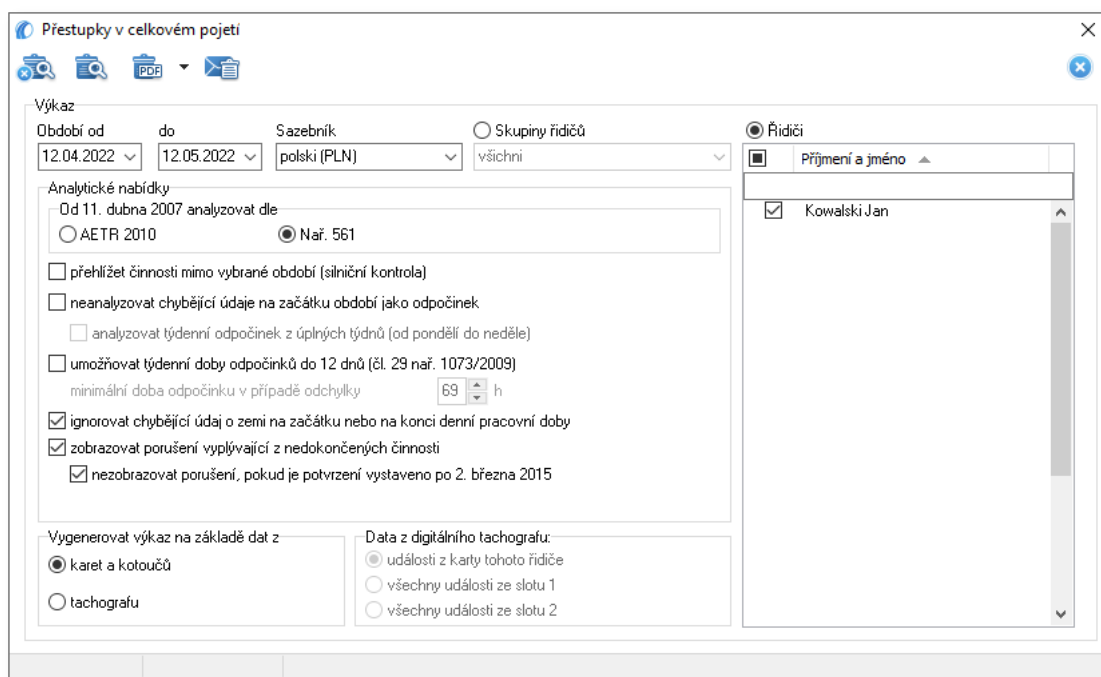 Přestupky v celkovém pojetí
PDF
Výkaz
Období od do Sazebník Skupiny řidičů
12.04.2022 12.05.2022 polski (PLN) všichni
Analytické nabídky
Od 11. dubna 2007 analyzovat dle
AETR 2010 Nař. 561
přehlížet činnosti mimo vybrané období (silniční kontrola)
neanalyzovat chybějící údaje na začátku období jako odpočinek
analyzovat týdenní odpočinek z úplných týdnů (od pondělí do neděle)
umožňovat týdenní doby odpočinků do 12 dnů (čl. 29 nař. 1073/2009)
minimální doba odpočinku v případě odchylky 69 h
ignorovat chybějící údaj o zemi na začátku nebo na konci denní pracovní doby
zobrazovat porušení vyplývající z nedokončených činnosti
nezobrazovat porušení, pokud je potvrzení vystaveno po 2. března 2015
Vygenerovat výkaz na základě dat z
karet a kotoučů
tachografu
Data z digitálního tachografu:
události z karty tohoto řidiče
všechny události ze slotu 1
všechny události ze slotu 2
Řidiči
Příjmení a jméno
Kowalski Jan